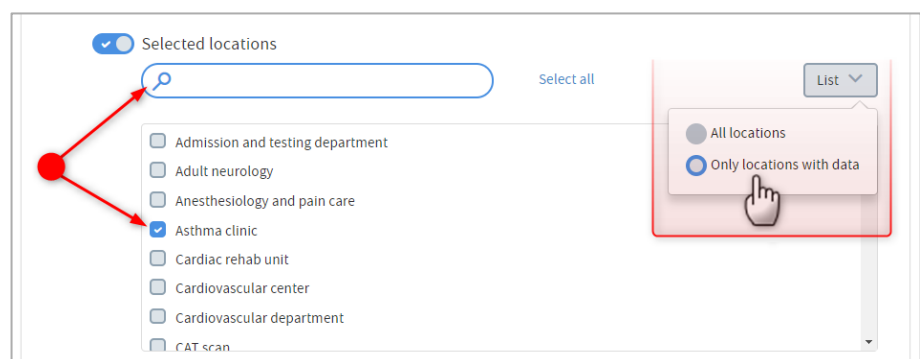 Selected locations
Select all
List
All locations
Only locations with data
Admission and testing department
Adult neurology
Anesthesiology and pain care
Asthma clinic
Cardiac rehab unit
Cardiovascular center
Cardiovascular department
CAT scan